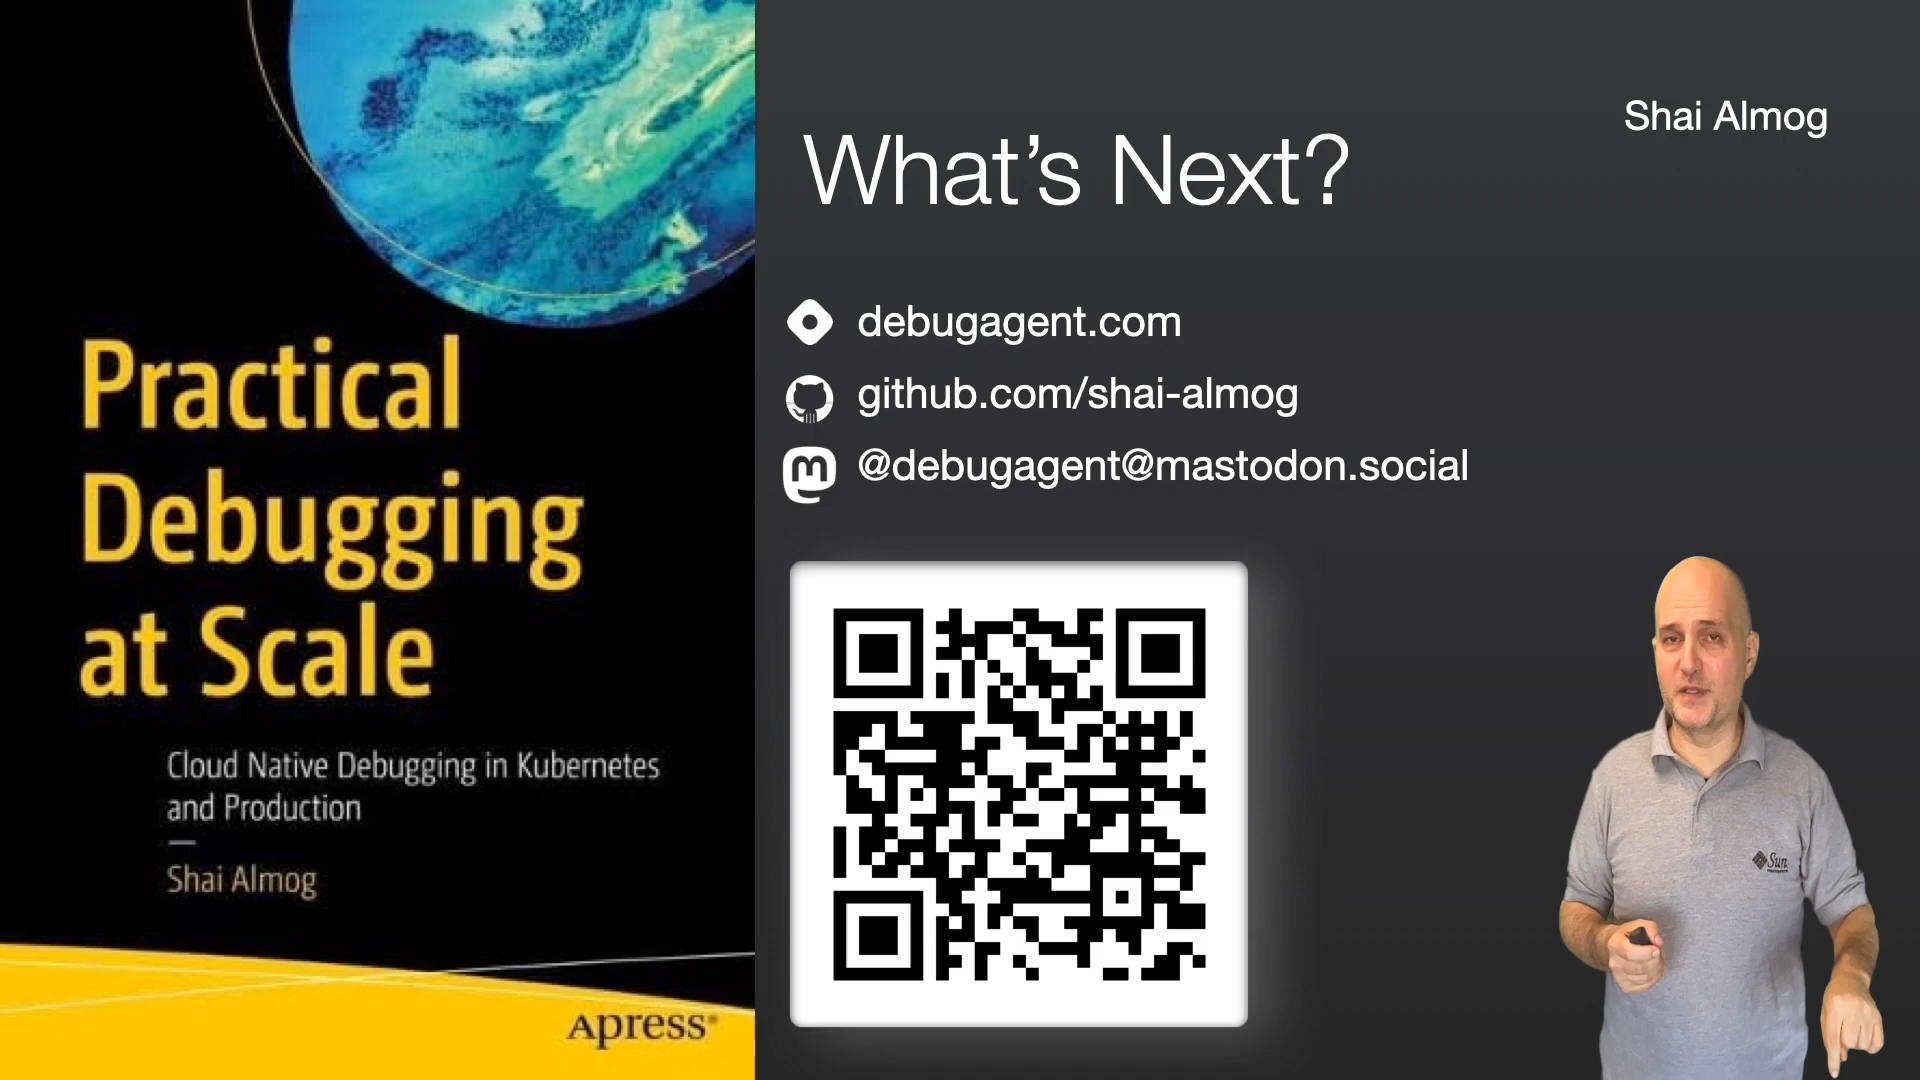 Practical
Debugging
at Scale
Cloud Native Debugging in Kubernetes
and Production
Shai Almog
Apress®
Shai Almog
What’s Next?
debugagent.com
github.com/shai-almog
@debugagent@mastodon.social
Sun